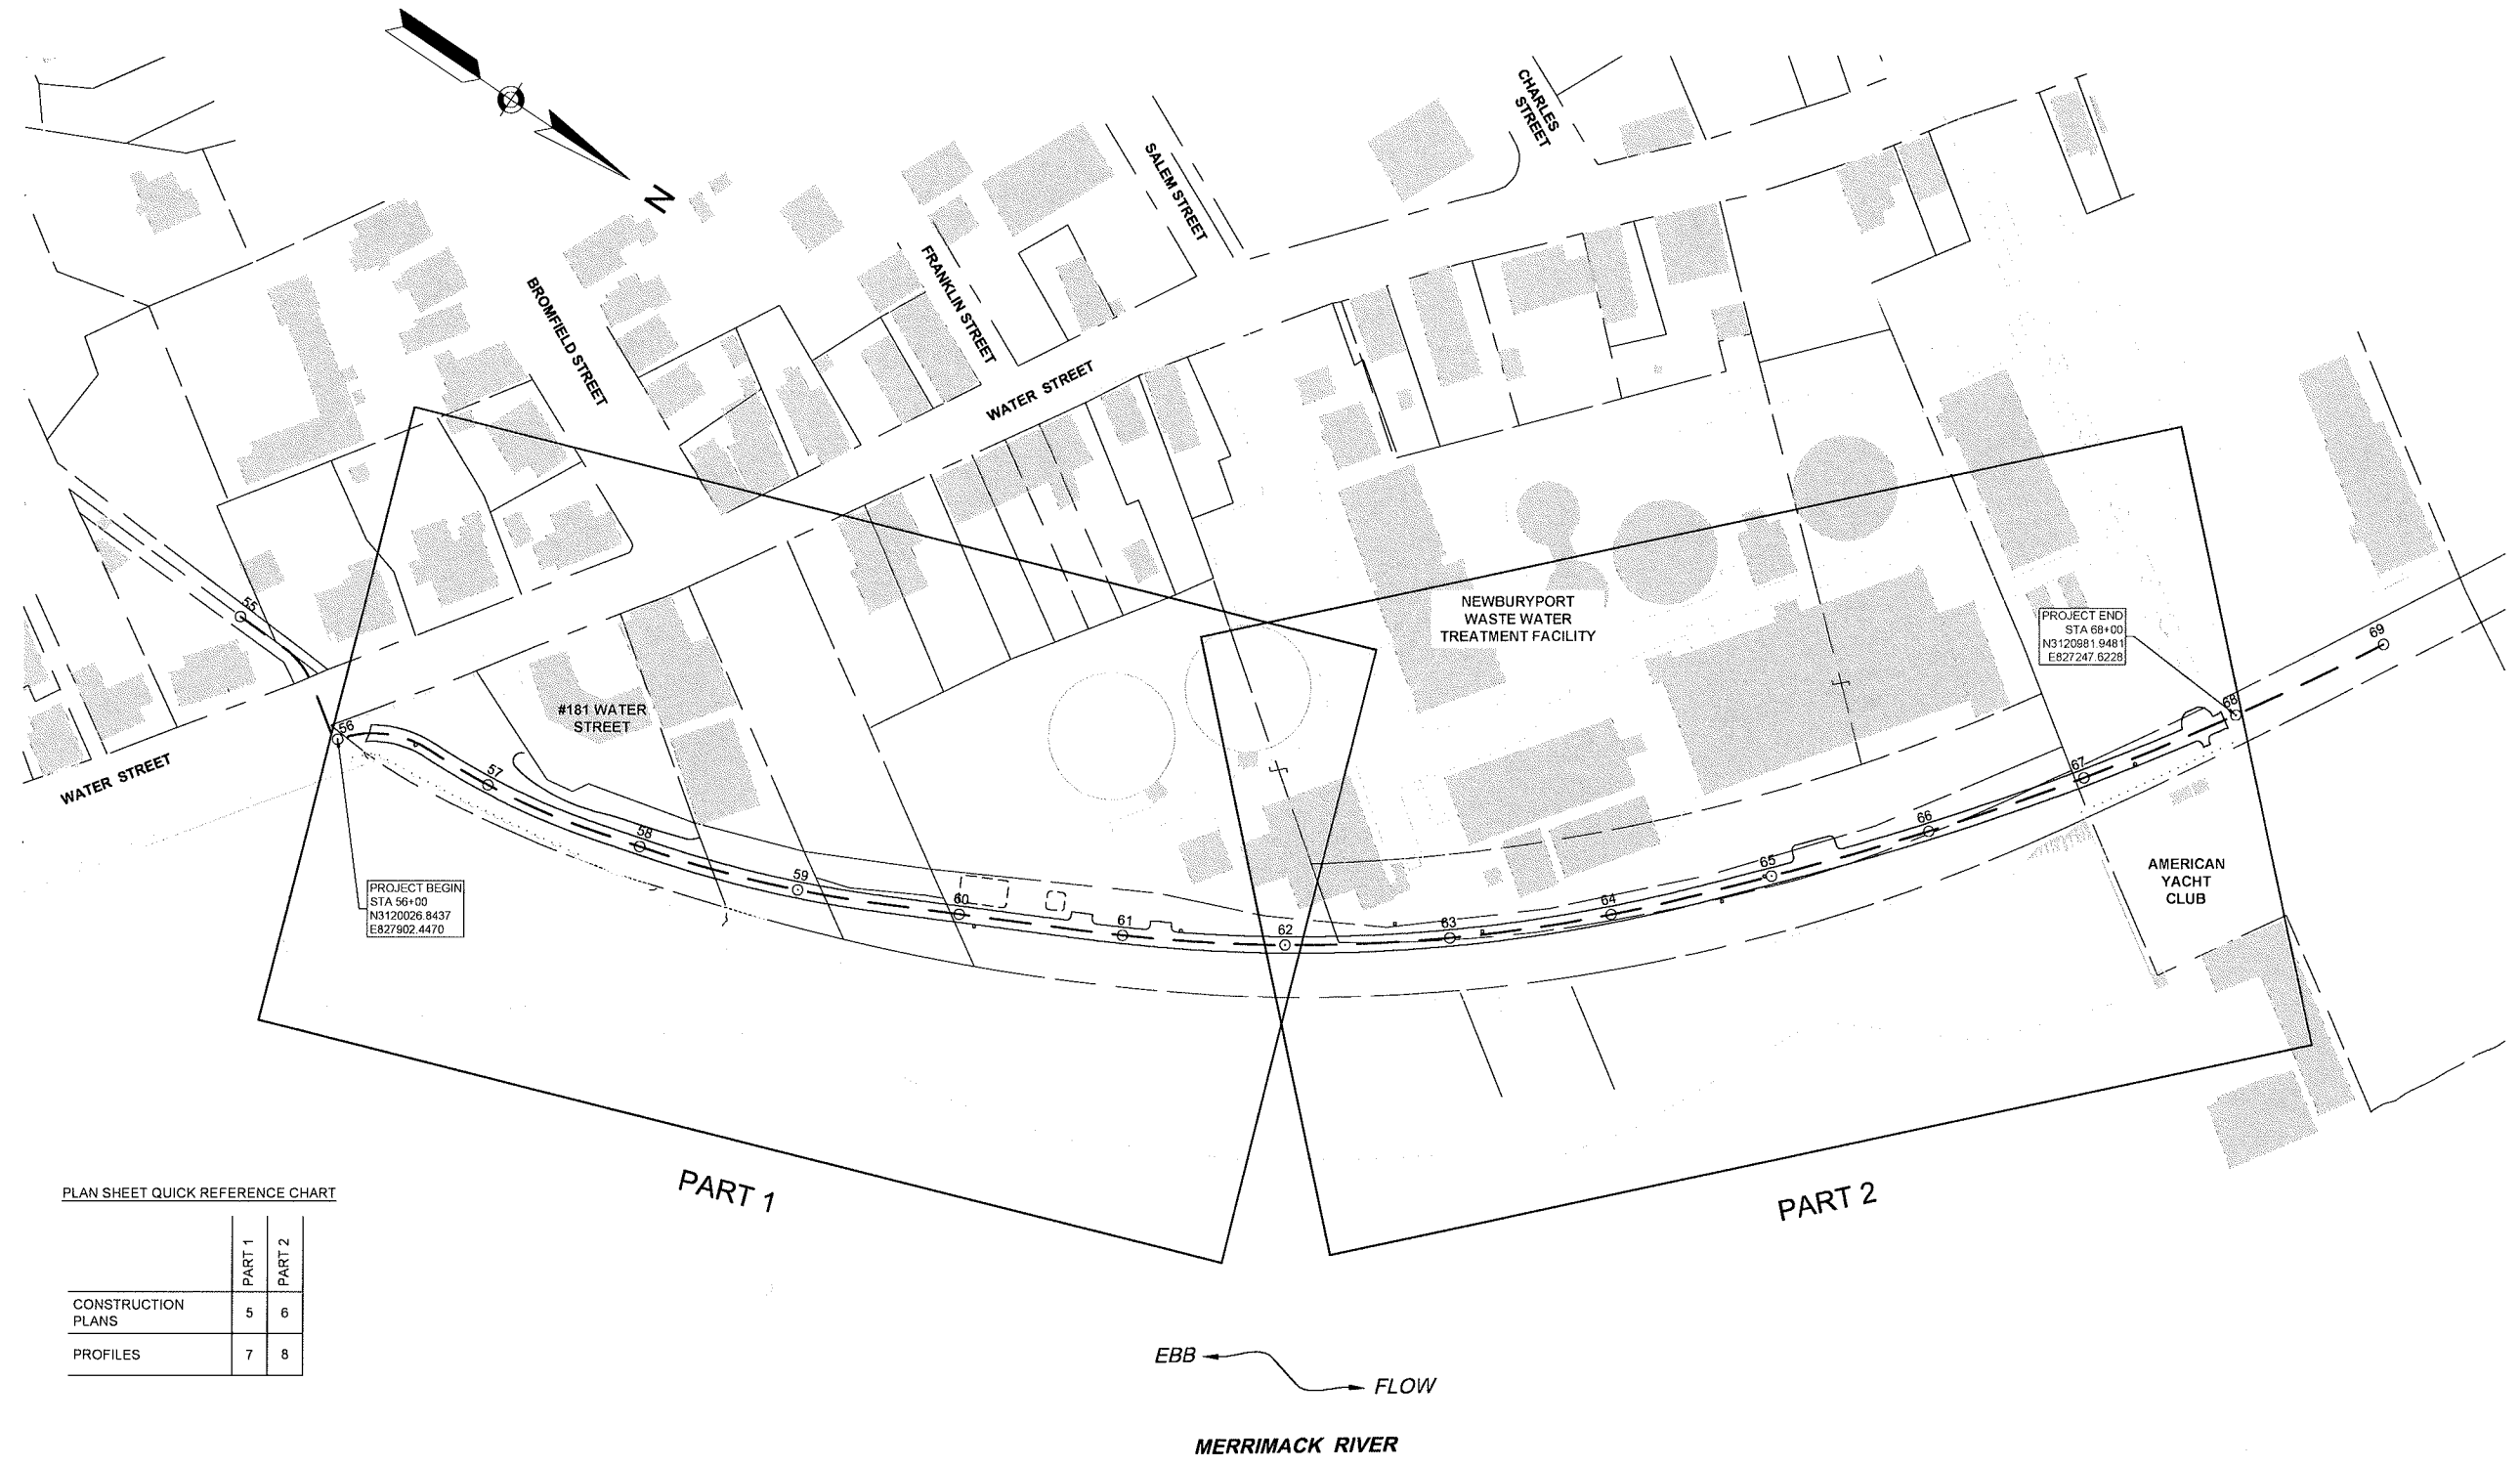 N
CHARLES
STREET
SALEM STREET
FRANKLIN STREET
BROMFIELD STREET
WATER STREET
55
NEWBURYPORT
WASTE WATER
TREATMENT FACILITY
PROJECT END
STA 68+00
N3120981.9481
E827247.6228
69
68
#181 WATER
STREET
56
WATER STREET
57
58
59
60
61
62
63
64
65
66
67
AMERICAN
YACHT
CLUB
PROJECT BEGIN
STA 56+00
N3120026.8437
E827902.4470
PART 1
PART 2
PLAN SHEET QUICK REFERENCE CHART
PART 1
PART 2
CONSTRUCTION
PLANS
5
6
PROFILES
7
8
EBB
FLOW
MERRIMACK RIVER